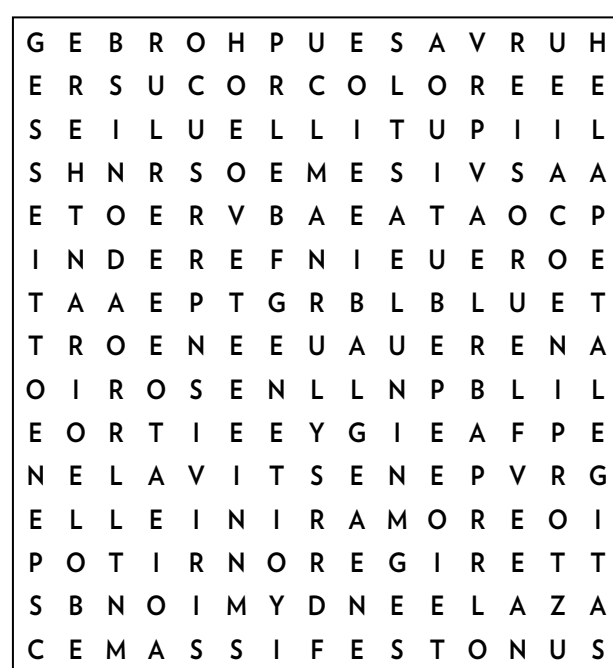 G E B R O H P U E S A V R U H
E R S U C O R C O L O R E E E
S E I L U E L L I T U P I I L
S H N R S O E M E S I V S A A
E T O E R V B A E A T A O C P
I N D E R E F N I E U E R O E
T A A E P T G R B L B L U E T
T R O E N E E U A U E R E N A
O I R O S E N L L N P B L I L
E O R T I E E Y G I E A F P E
N E L A V I T S E N E P V R G
E L L E I N I R A M O R E O I
P O T I R N O R E G I R E T T
S B N O I M Y D N E E L A Z A
C E M A S S I F E S T O N U S